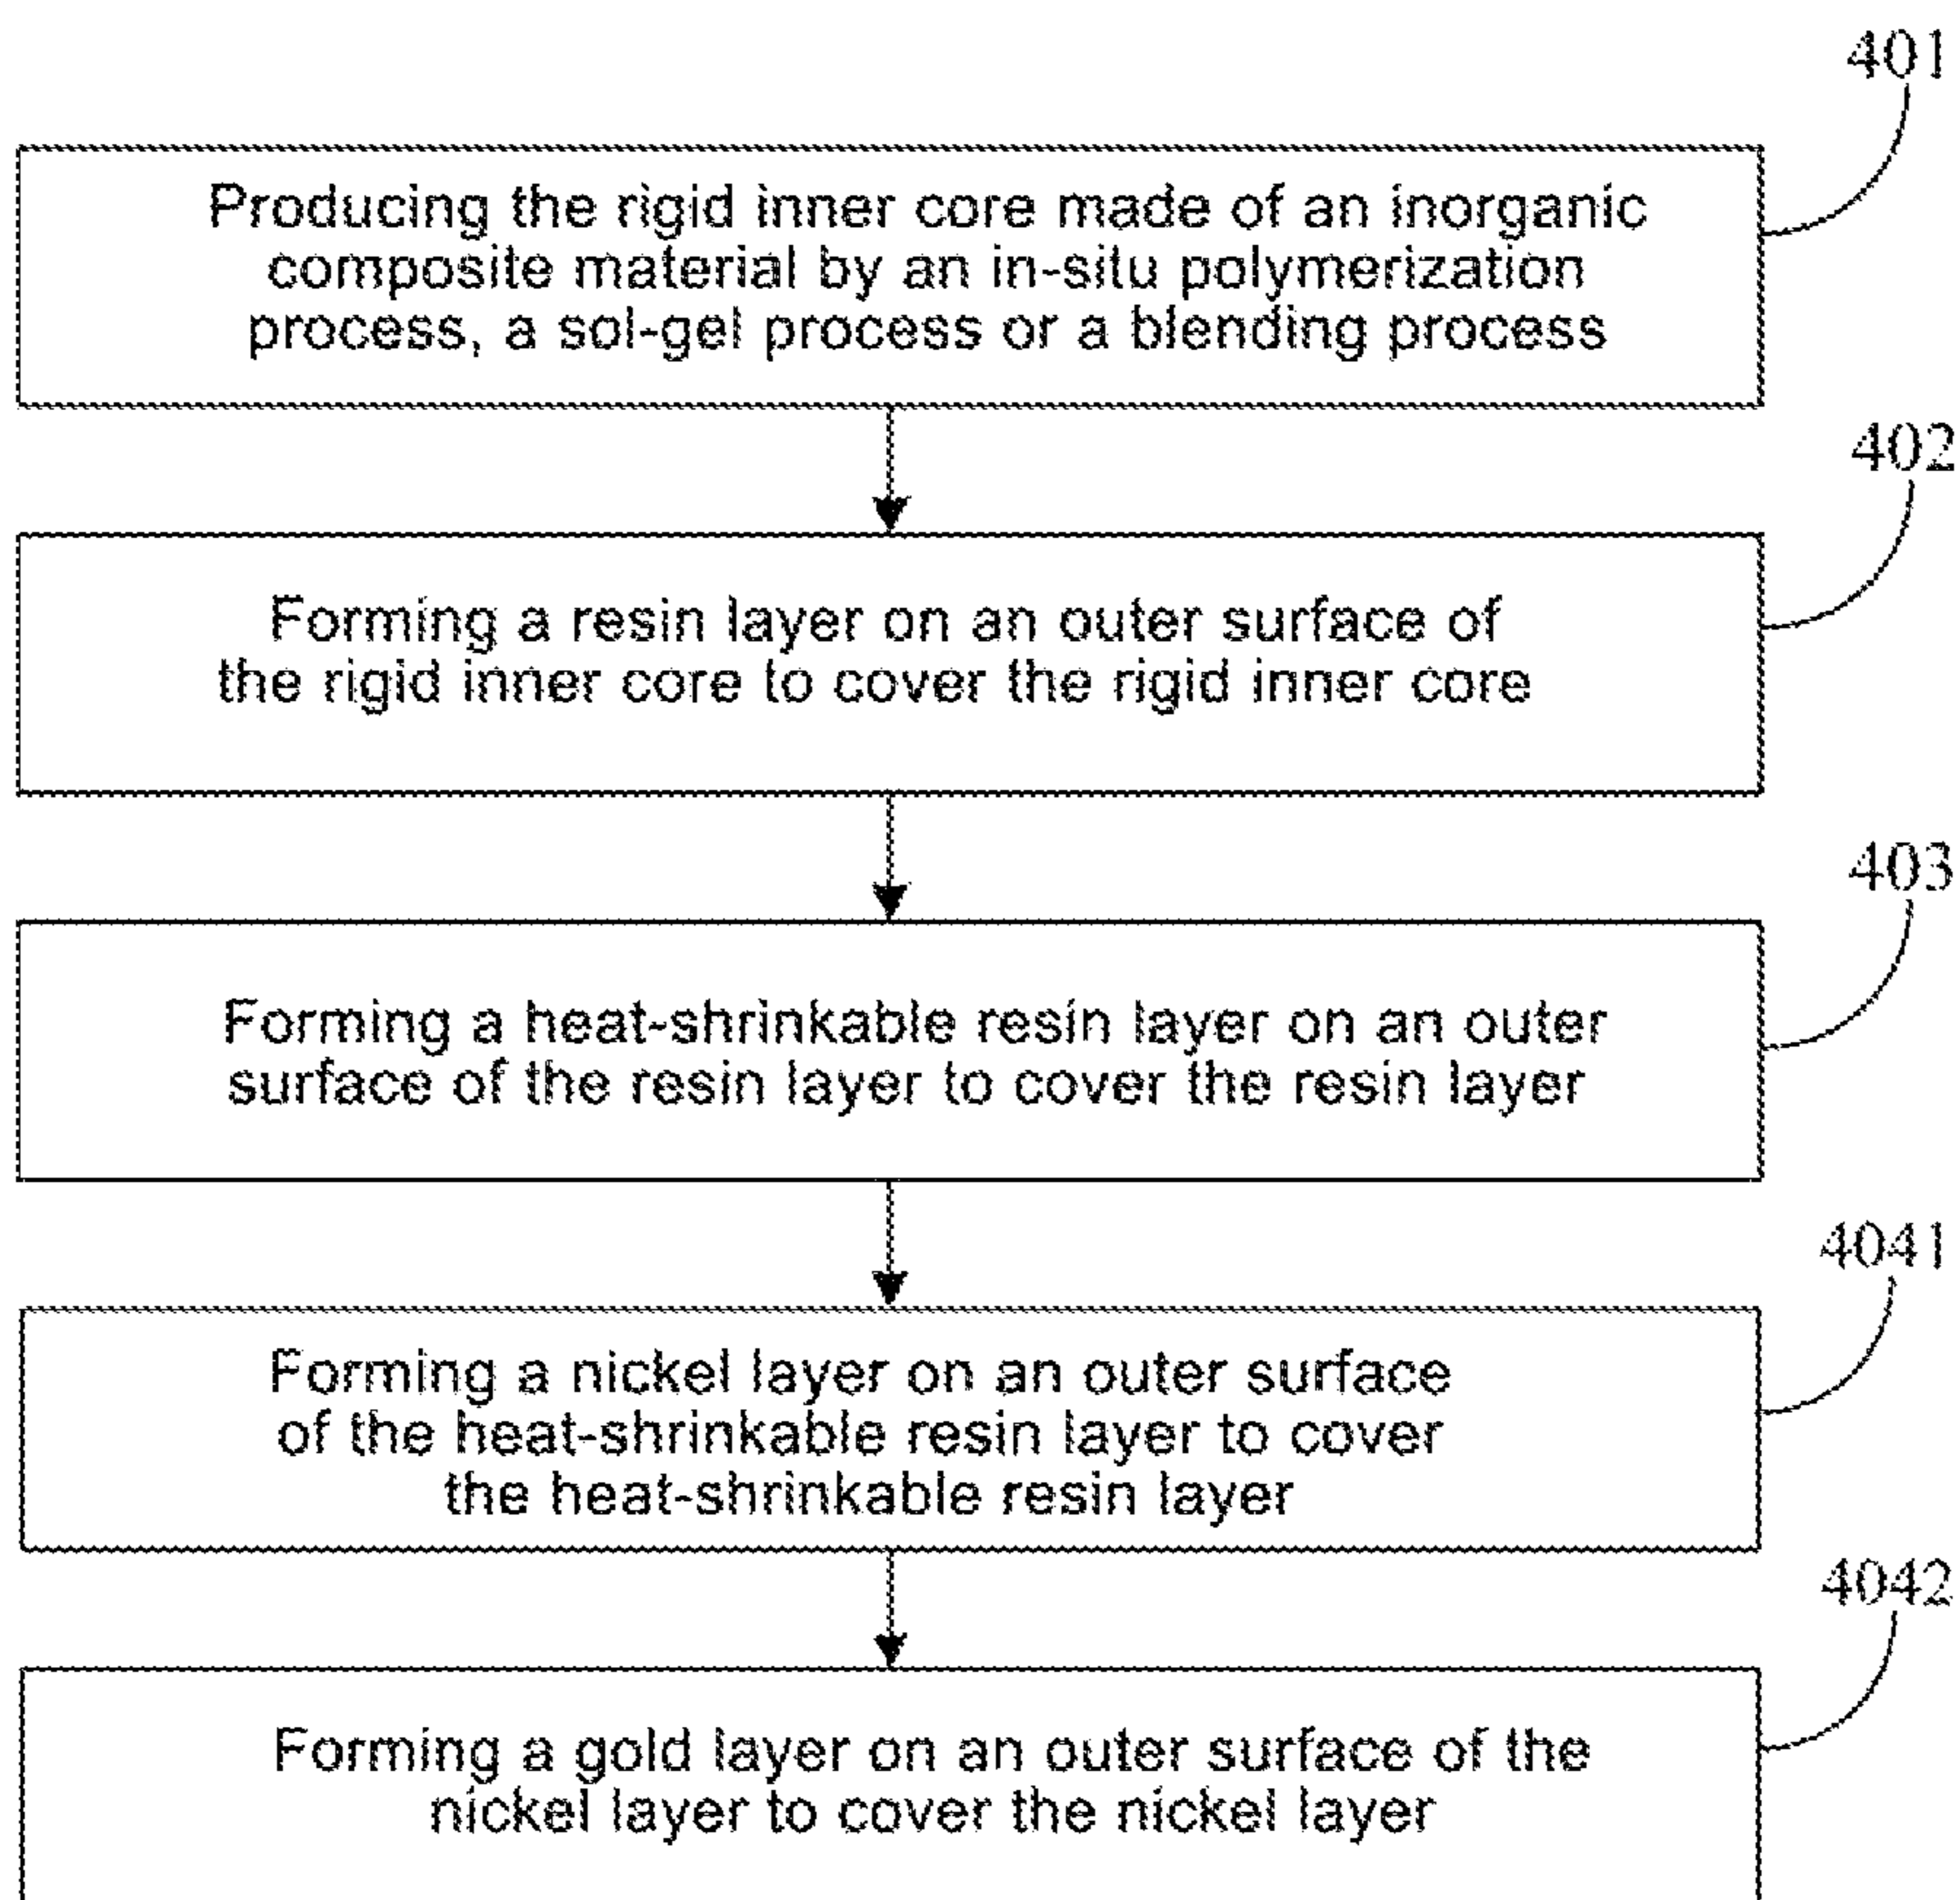 401
Producing the rigid inner core made of an inorganic
composite material by an in-situ polymerization
process, a sol-gel process or a blending process
402
Forming a resin layer on an outer surface of
the rigid inner core to cover the rigid inner core
403
Forming a heat-shrinkable resin layer on an outer
surface of the resin layer to cover the resin layer
4041
Forming a nickel layer on an outer surface
of the heat-shrinkable resin layer to cover
the heat-shrinkable resin layer
4042
Forming a gold layer on an outer surface of the
nickel layer to cover the nickel layer